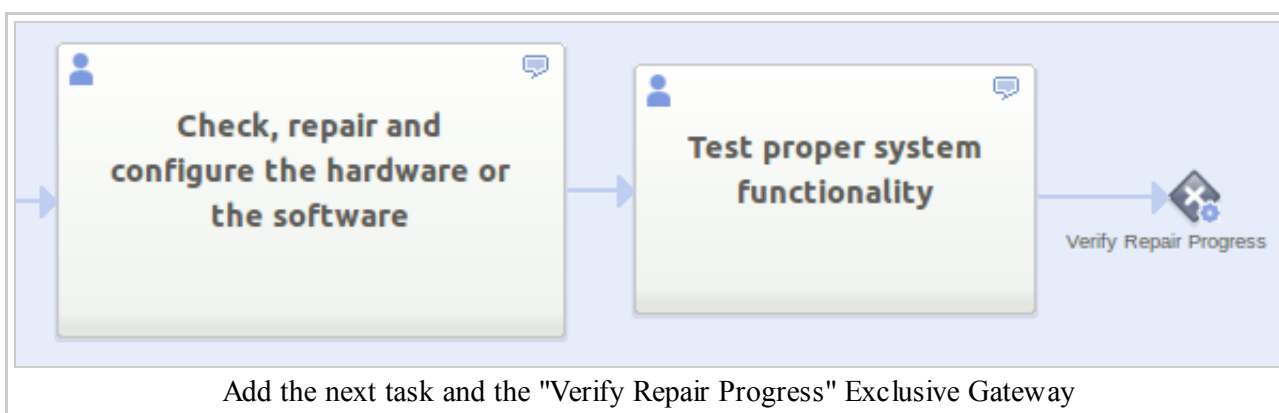 Check, repair and
configure the hardware or
the software
Test proper system
functionality
Verify Repair Progress
Add the next task and the "Verify Repair Progress" Exclusive Gateway